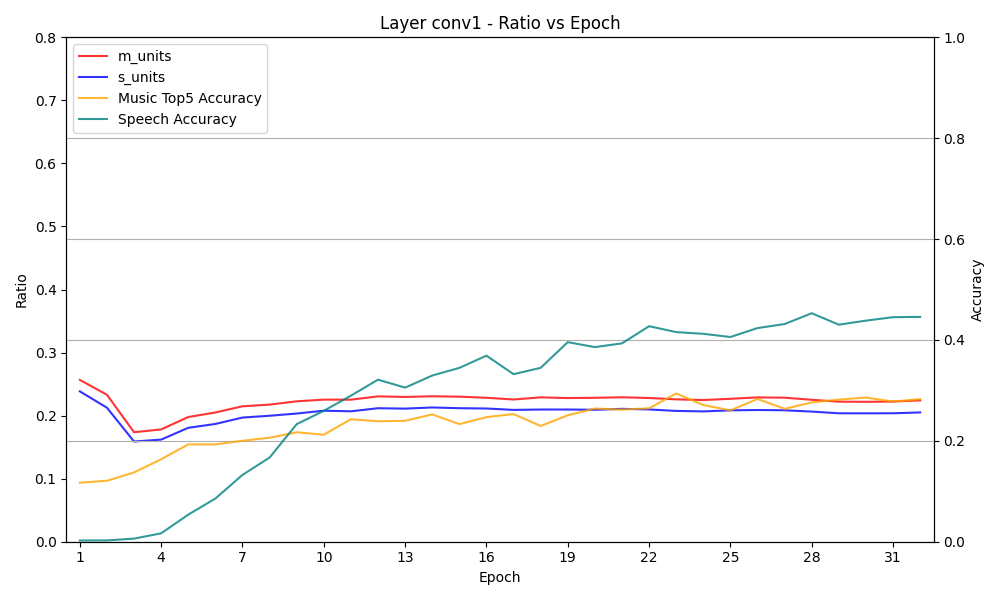 Layer conv1 - Ratio vs Epoch
m_units
s_units
Music Top5 Accuracy
Speech Accuracy
Ratio
0.8
0.7
0.6
0.5
0.4
0.3
0.2
0.1
0.0
1.0
0.8
0.6
0.4
0.2
0.0
Accuracy
1 4 7 10 13 16 19 22 25 28 31
Epoch